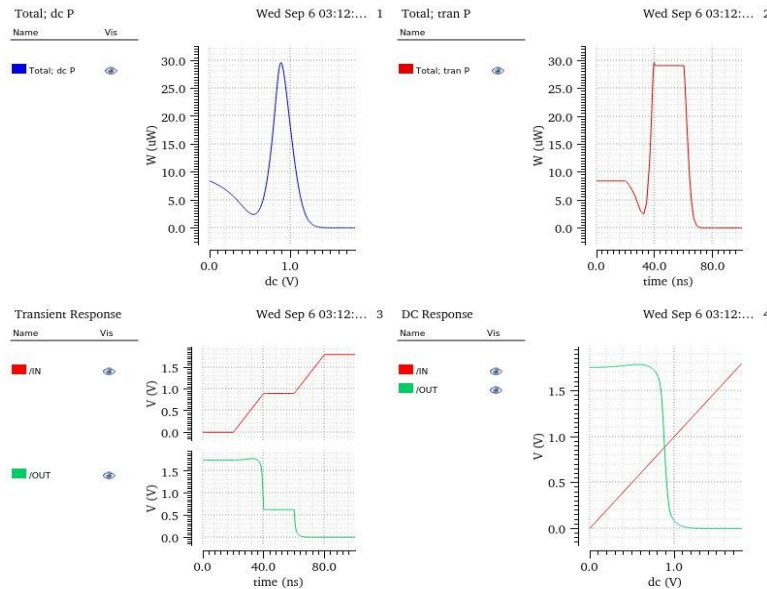 Total; dc P
Wed Sep 6 03:12:... 1
Name Vis
Total; dc P
W (uW)
30.0
25.0
20.0
15.0
10.0
5.0
0.0
0.0 1.0
dc (V)
Total; tran P
Wed Sep 6 03:12:... 2
Name Vis
Total; tran P
W (uW)
30.0
25.0
20.0
15.0
10.0
5.0
0.0
0.0 40.0 80.0
time (ns)
Transient Response
Wed Sep 6 03:12:... 3
Name Vis
/IN
V (V)
1.5
1.0
0.5
0.0
/OUT
V (V)
1.5
1.0
0.5
0.0
0.0 40.0 80.0
time (ns)
DC Response
Wed Sep 6 03:12:... 4
Name Vis
/IN
/OUT
V (V)
1.5
1.0
0.5
0.0
0.0 1.0
dc (V)